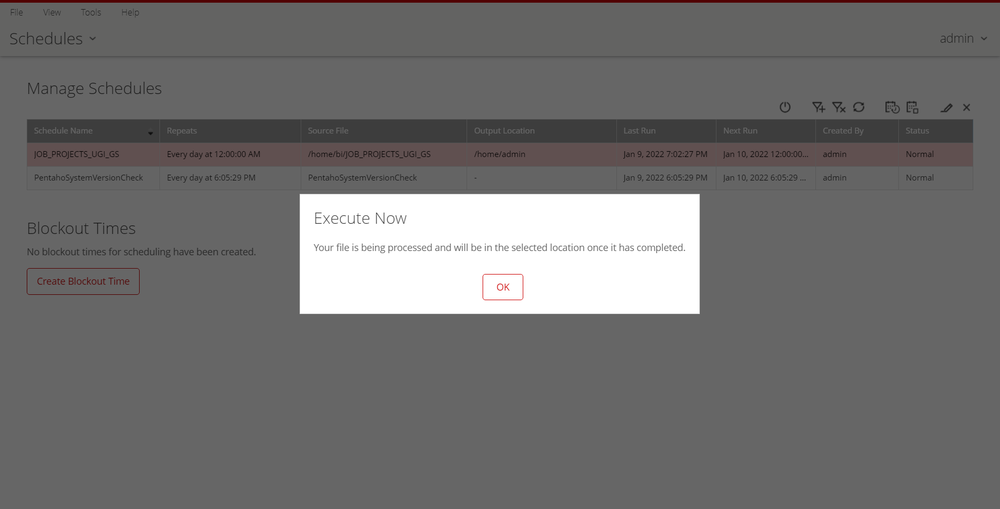 File View Tools Help
Schedules
admin
Manage Schedules
Schedule Name Repeats Source File Output Location Last Run Next Run Created By Status
JOB_PROJECTS_UGI_GS Every day at 12:00:00 AM /home/bi/JOB_PROJECTS_UGI_GS /home/admin Jan 9, 2022 7:02:27 PM Jan 10, 2022 12:00:00... admin Normal
PentahoSystemVersionCheck Every day at 6:05:29 PM PentahoSystemVersionCheck - Jan 9, 2022 6:05:29 PM Jan 10, 2022 6:05:29 ... admin Normal
Blockout Times
No blockout times for scheduling have been created.
Create Blockout Time
Execute Now
Your file is being processed and will be in the selected location once it has completed.
OK